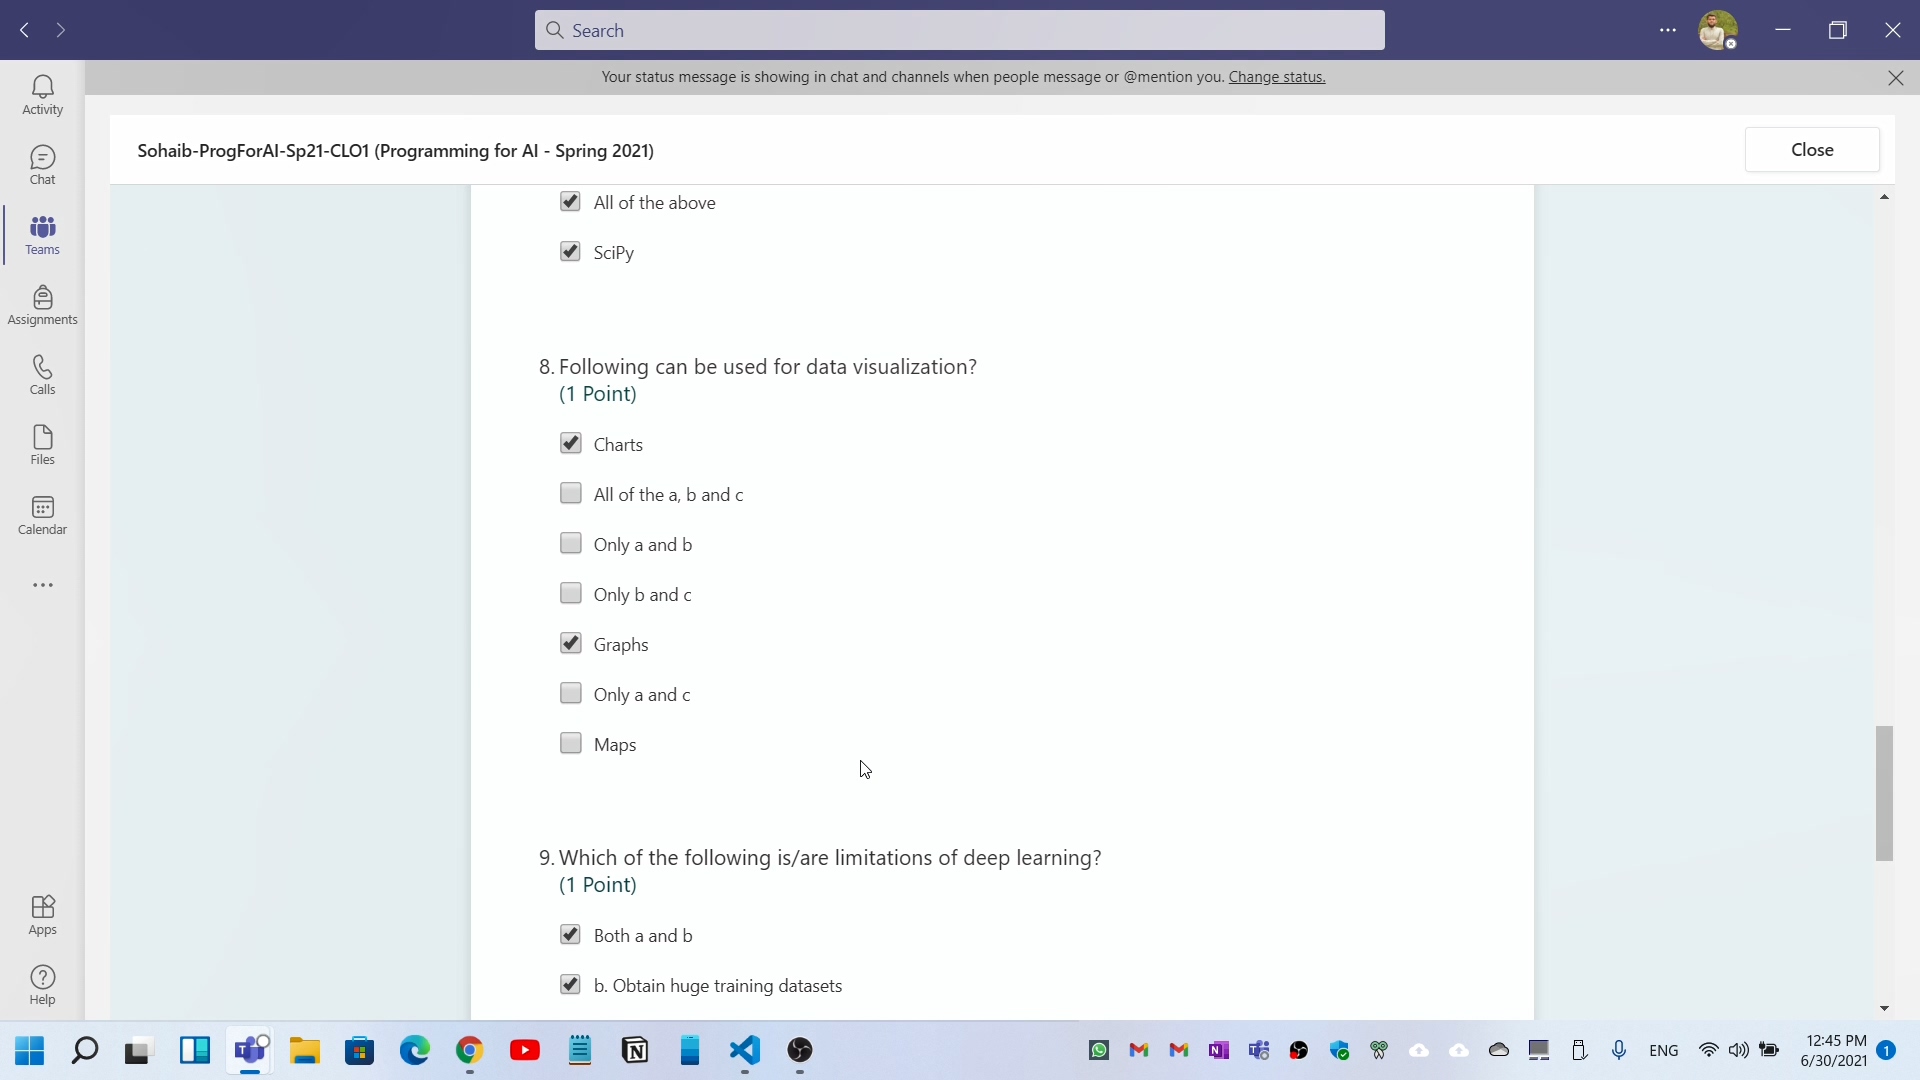 Search
Your status message is showing in chat and channels when people message or @mention you. Change status.
Activity
Chat
Teams
Assignments
Calls
Files
Calendar
Apps
Help
Sohaib-ProgForAI-Sp21-CLO1 (Programming for AI - Spring 2021)
Close
All of the above
SciPy
8. Following can be used for data visualization?
(1 Point)
Charts
All of the a, b and c
Only a and b
Only b and c
Graphs
Only a and c
Maps
9. Which of the following is/are limitations of deep learning?
(1 Point)
Both a and b
b. Obtain huge training datasets
ENG
12:45 PM
6/30/2021
1